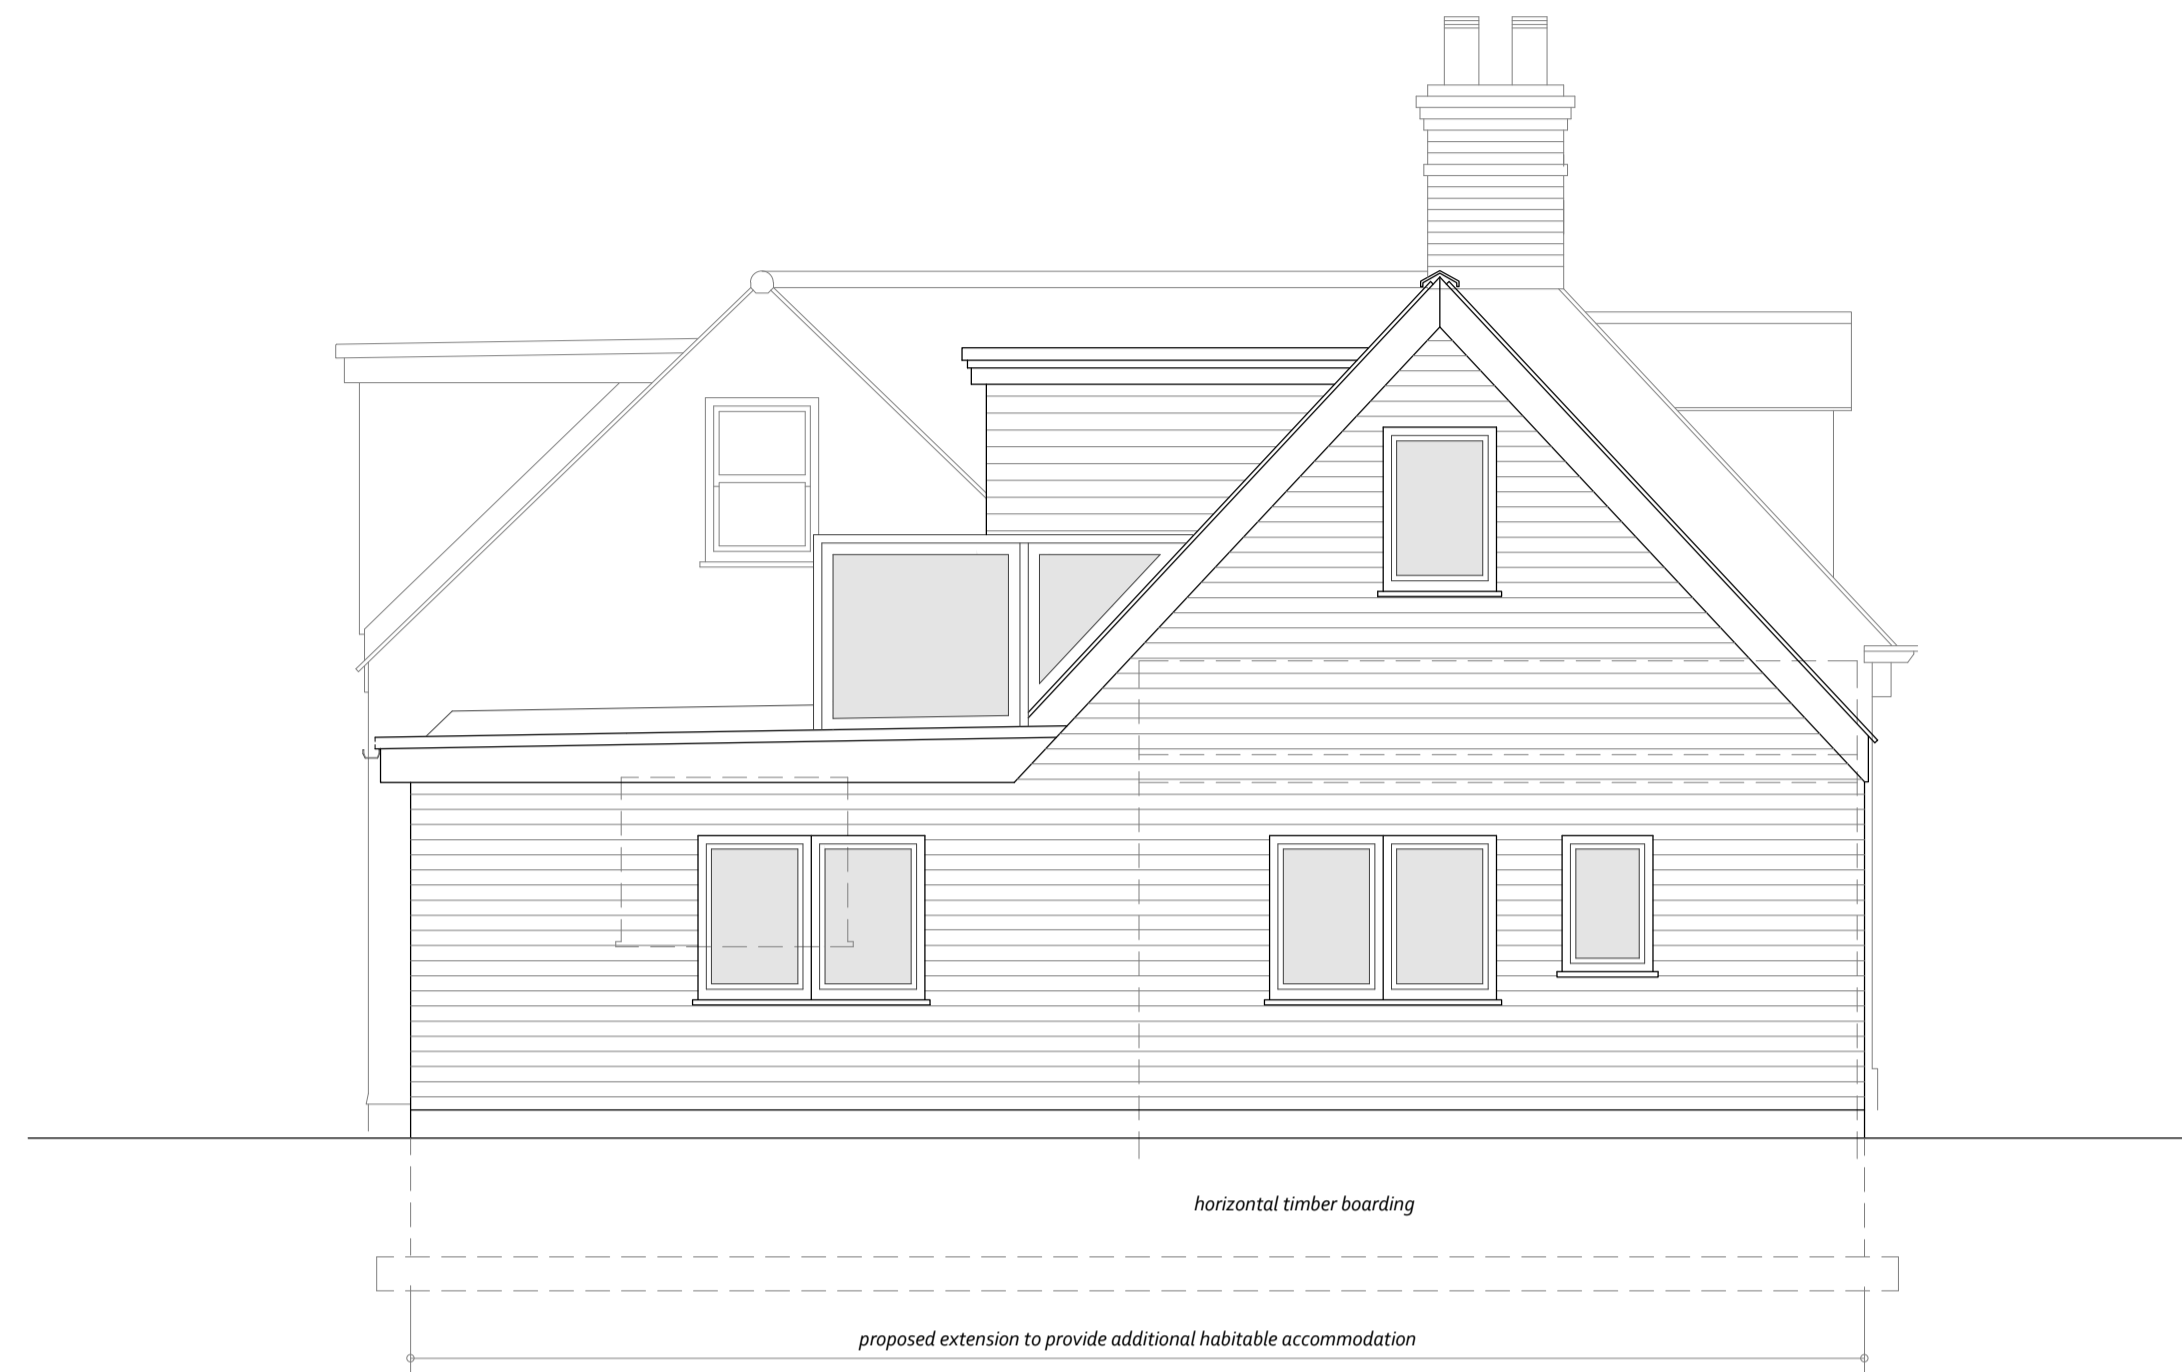 horizontal timber boarding
proposed extension to provide additional habitable accommodation